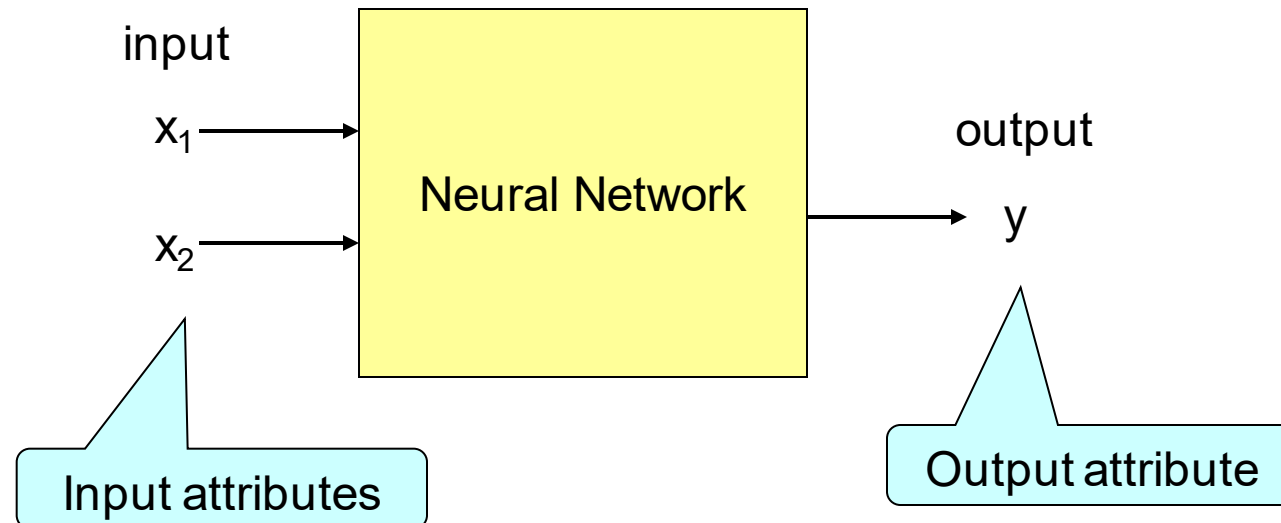 input
x₁
x₂
Neural Network
output
y
Input attributes
Output attribute